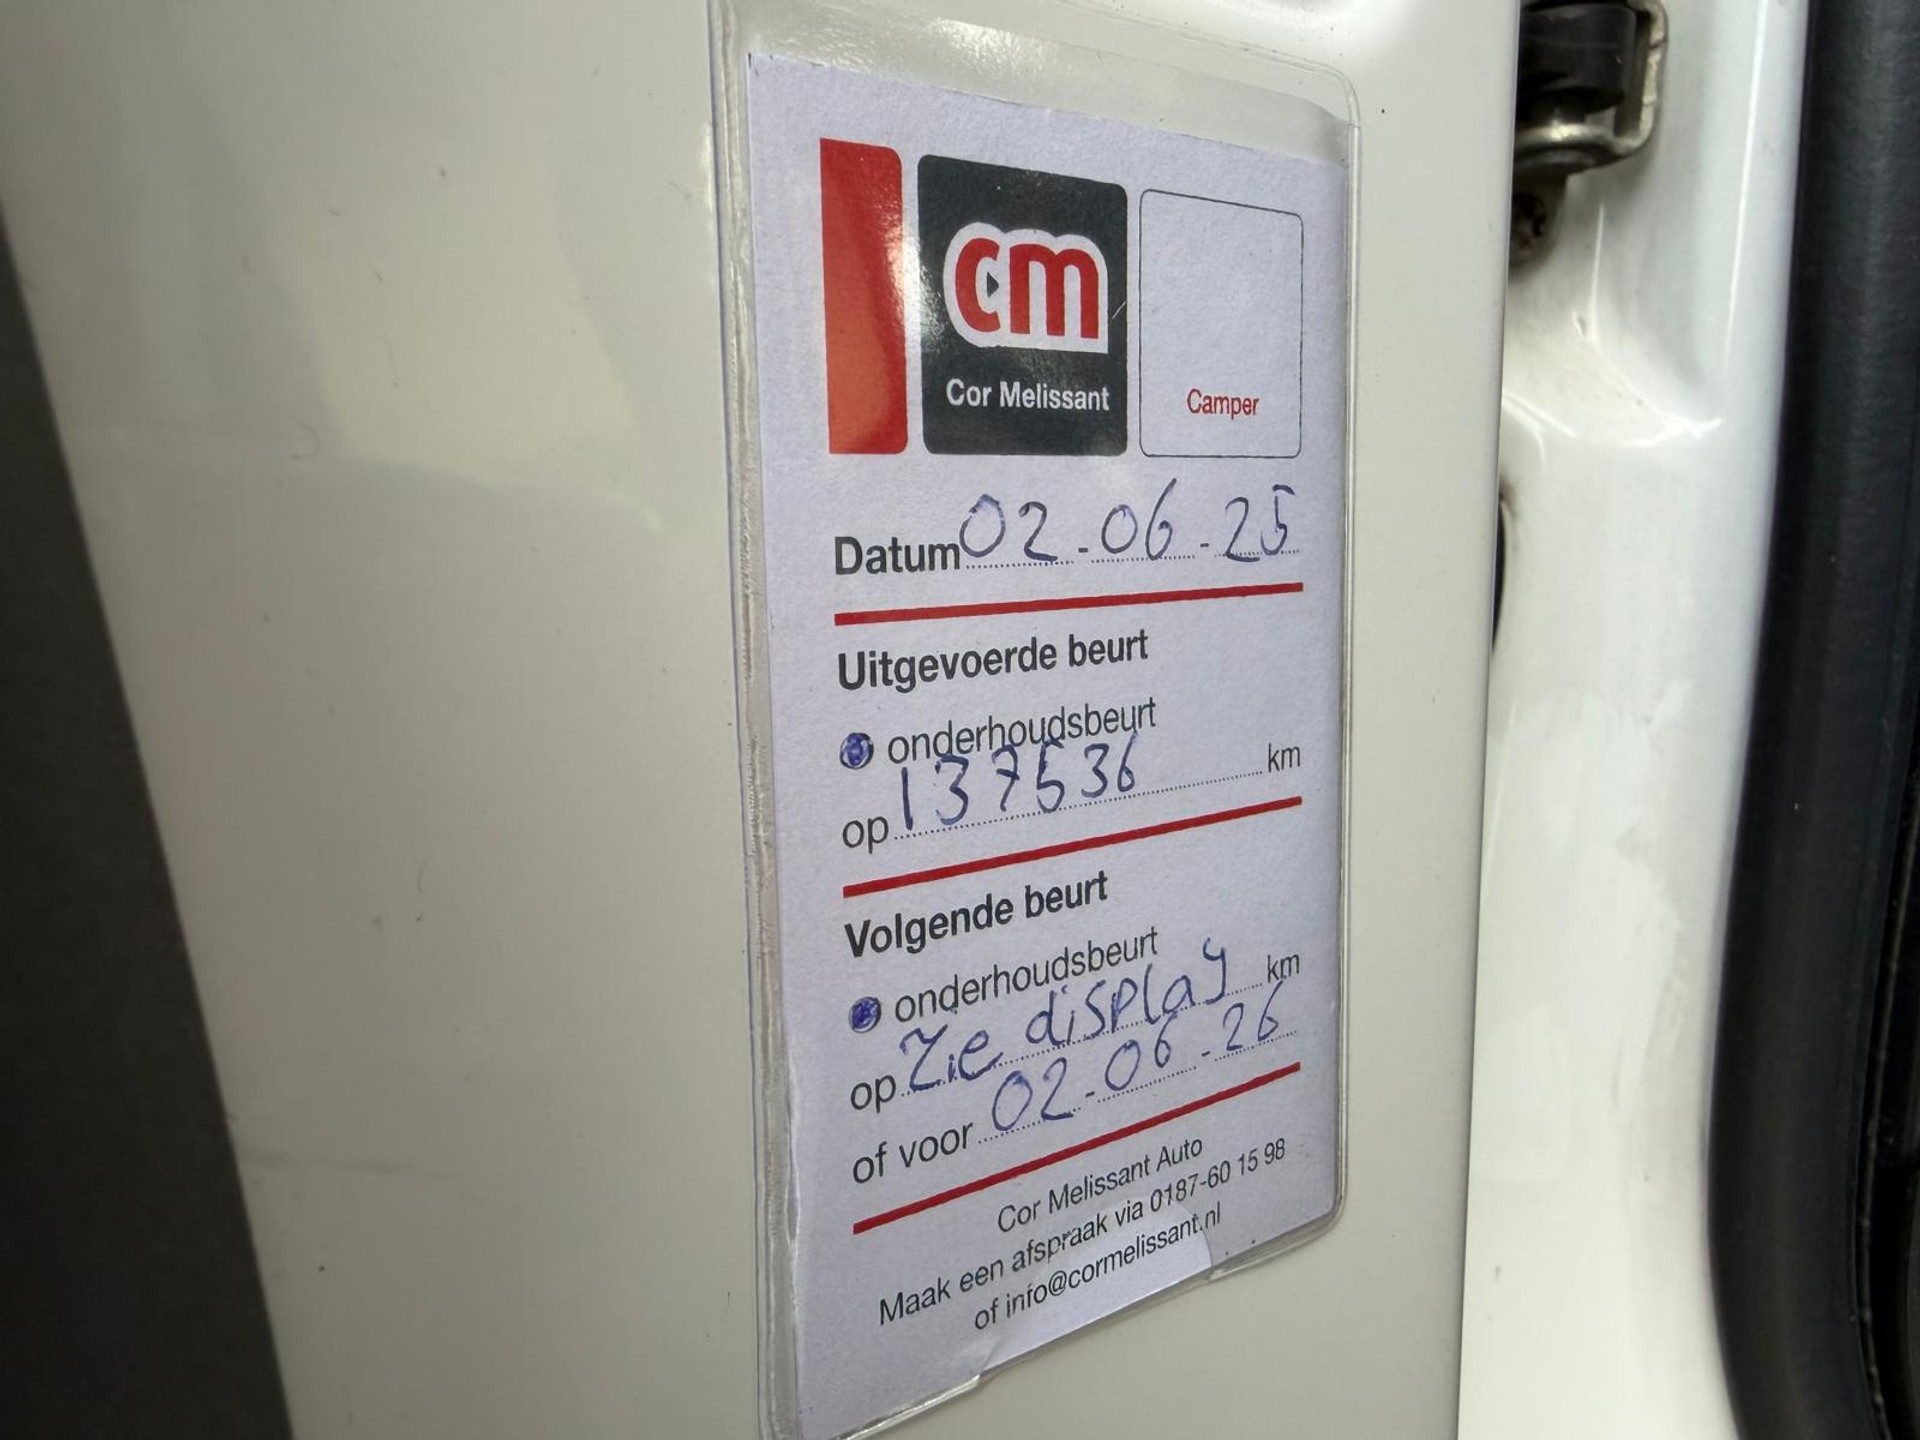 cm
Cor Melissant
Camper
Datum 02-06-25
Uitgevoerde beurt
onderhoudsbeurt
op 137536 km
Volgende beurt
onderhoudsbeurt
op Zie display km
of voor 02-06-26
Cor Melissant Auto
Maak een afspraak via 0187-60 15 98
of info@cormelissant.nl